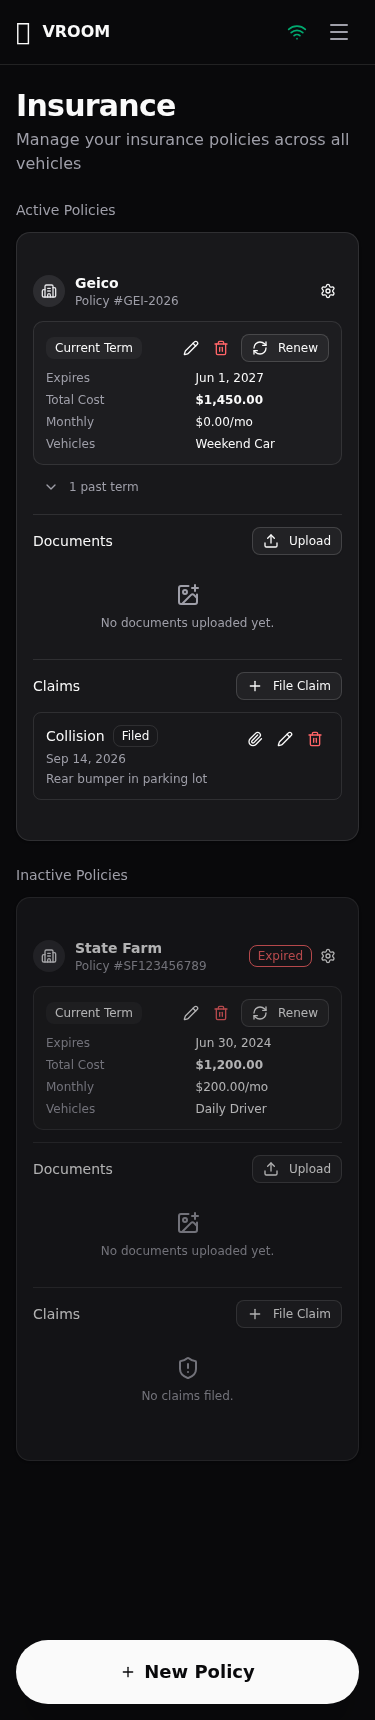 VROOM
Insurance
Manage your insurance policies across all
vehicles
Active Policies
Geico
Policy #GEI-2026
Current Term
Renew
Expires Jun 1, 2027
Total Cost $1,450.00
Monthly $0.00/mo
Vehicles Weekend Car
1 past term
Documents
Upload
No documents uploaded yet.
Claims
File Claim
Collision Filed
Sep 14, 2026
Rear bumper in parking lot
Inactive Policies
State Farm
Policy #SF123456789
Expired
Current Term
Renew
Expires Jun 30, 2024
Total Cost $1,200.00
Monthly $200.00/mo
Vehicles Daily Driver
Documents
Upload
No documents uploaded yet.
Claims
File Claim
No claims filed.
+ New Policy